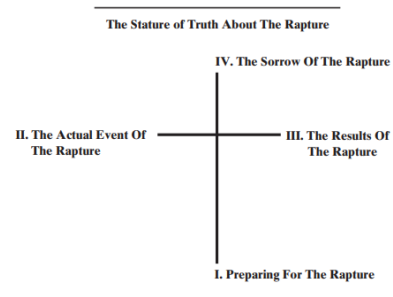 The Stature of Truth About The Rapture
IV. The Sorrow Of The Rapture
II. The Actual Event Of
The Rapture
III. The Results Of
The Rapture
I. Preparing For The Rapture